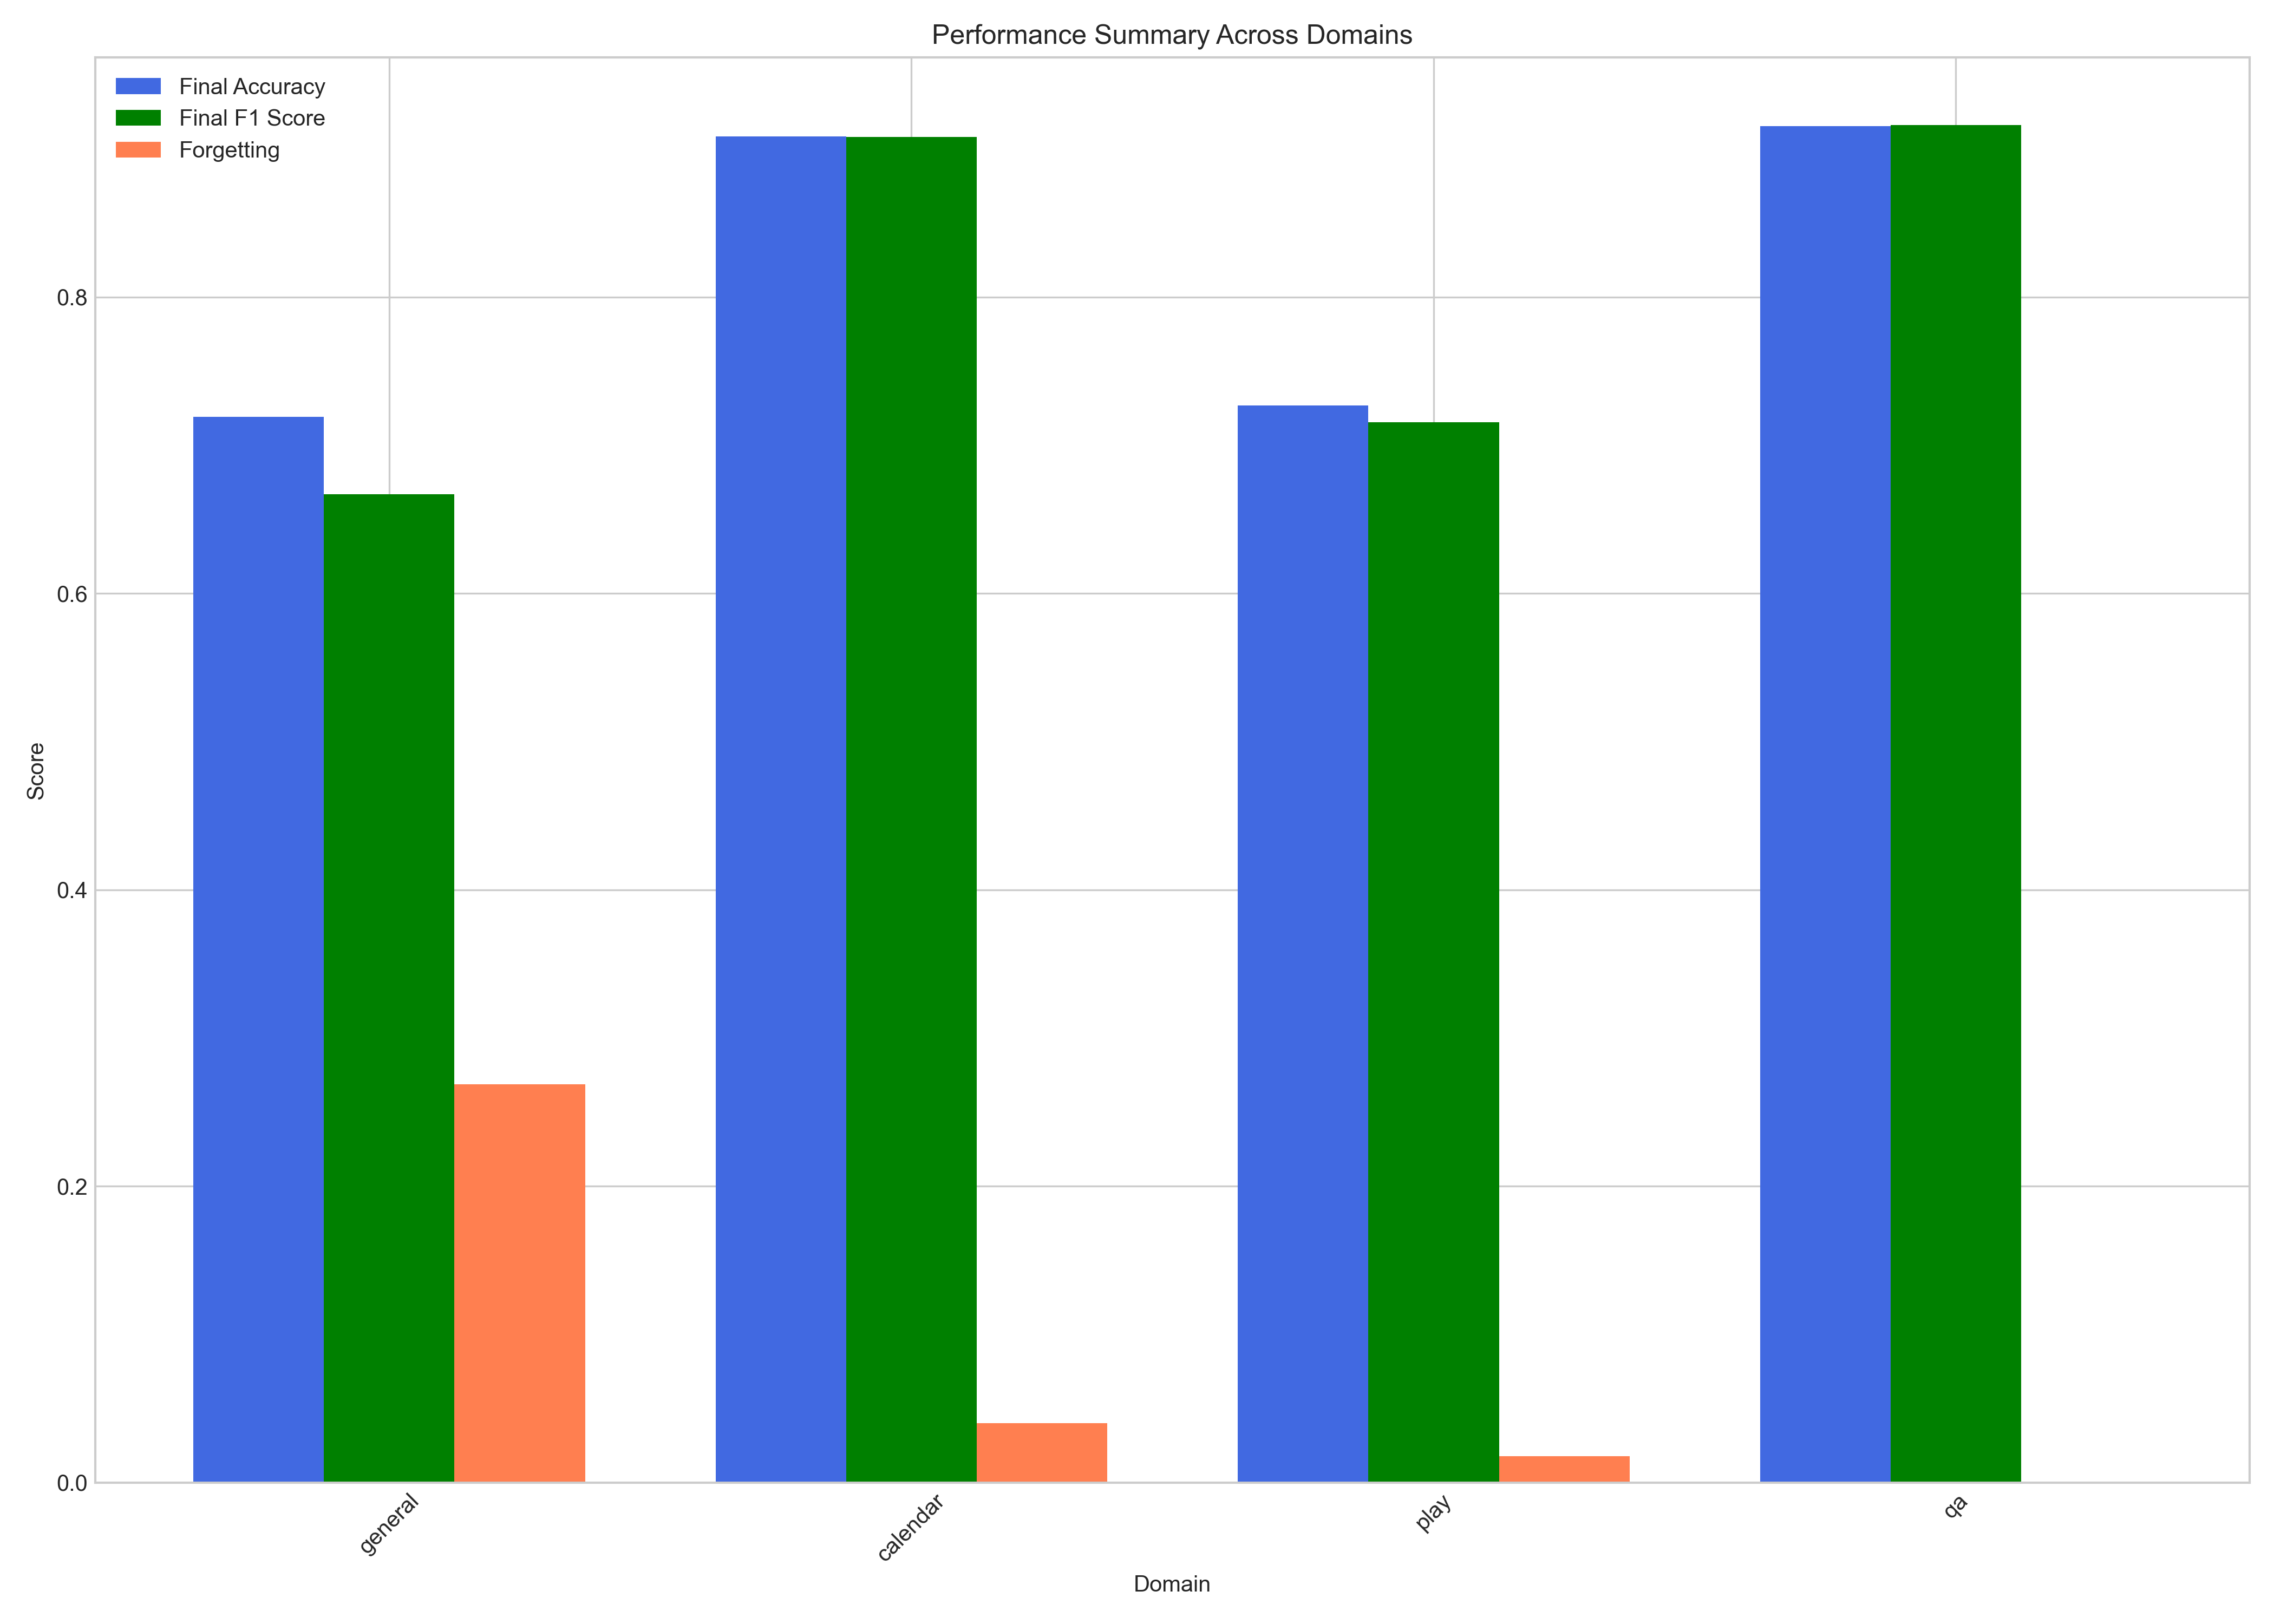 Performance Summary Across Domains
Final Accuracy
Final F1 Score
Forgetting
Score
0.8
0.6
0.4
0.2
0.0
general
calendar
play
qa
Domain